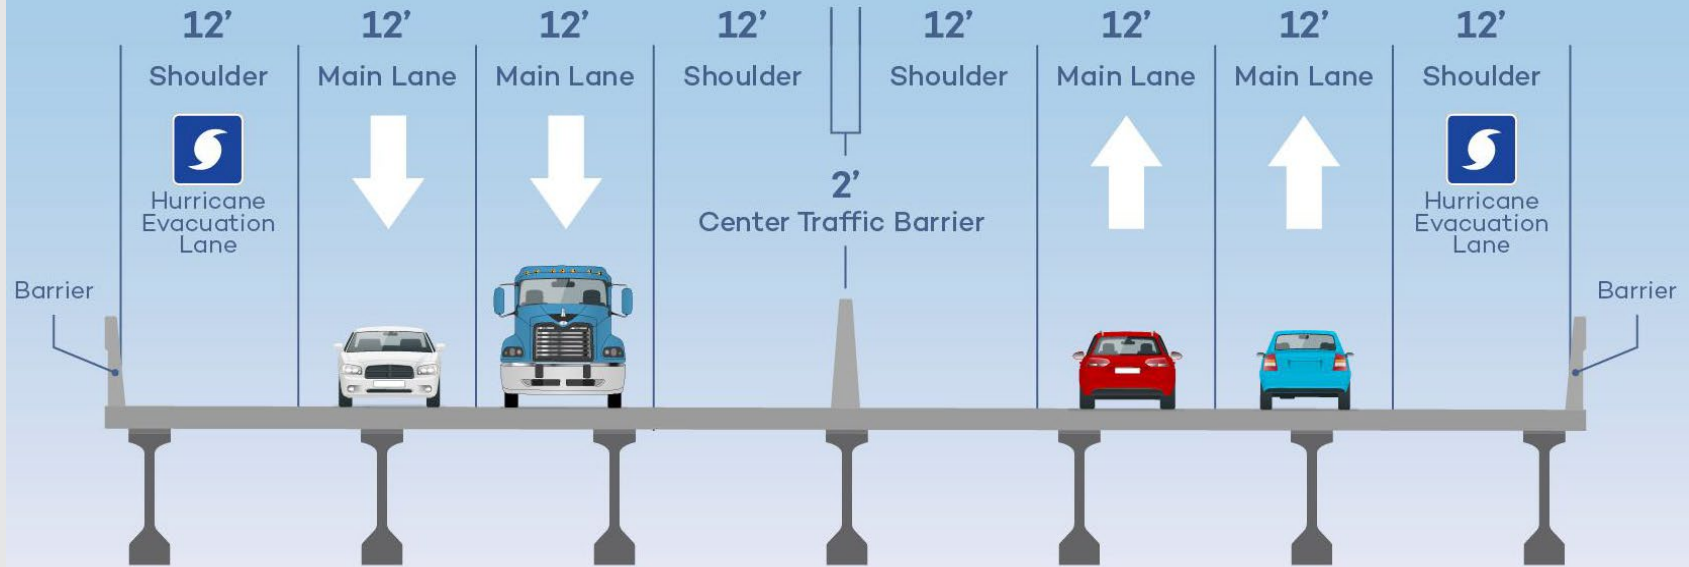 12’ 12’ 12’ 12’ 12’ 12’ 12’ 12’
Shoulder Main Lane Main Lane Shoulder Shoulder Main Lane Main Lane Shoulder
Hurricane
Evacuation
Lane
2’
Center Traffic Barrier
Hurricane
Evacuation
Lane
Barrier
Barrier